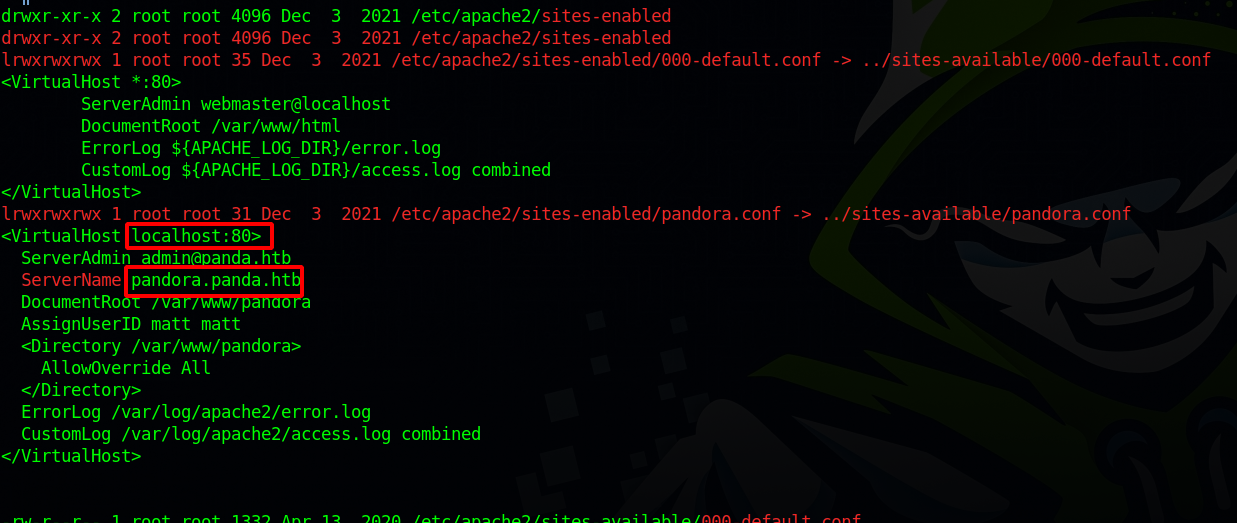 drwxr-xr-x 2 root root 4096 Dec  3  2021 /etc/apache2/sites-enabled
drwxr-xr-x 2 root root 4096 Dec  3  2021 /etc/apache2/sites-enabled
lrwxrwxrwx 1 root root 35 Dec  3  2021 /etc/apache2/sites-enabled/000-default.conf -> ../sites-available/000-default.conf
<VirtualHost *:80>
        ServerAdmin webmaster@localhost
        DocumentRoot /var/www/html
        ErrorLog ${APACHE_LOG_DIR}/error.log
        CustomLog ${APACHE_LOG_DIR}/access.log combined
</VirtualHost>
lrwxrwxrwx 1 root root 31 Dec  3  2021 /etc/apache2/sites-enabled/pandora.conf -> ../sites-available/pandora.conf
<VirtualHost localhost:80>
  ServerAdmin admin@panda.htb
  ServerName pandora.panda.htb
  DocumentRoot /var/www/pandora
  AssignUserID matt matt
  <Directory /var/www/pandora>
    AllowOverride All
  </Directory>
  ErrorLog /var/log/apache2/error.log
  CustomLog /var/log/apache2/access.log combined
</VirtualHost>
-rw-r--r-- 1 root root 1332 Apr 13  2020 /etc/apache2/sites-available/000-default.conf